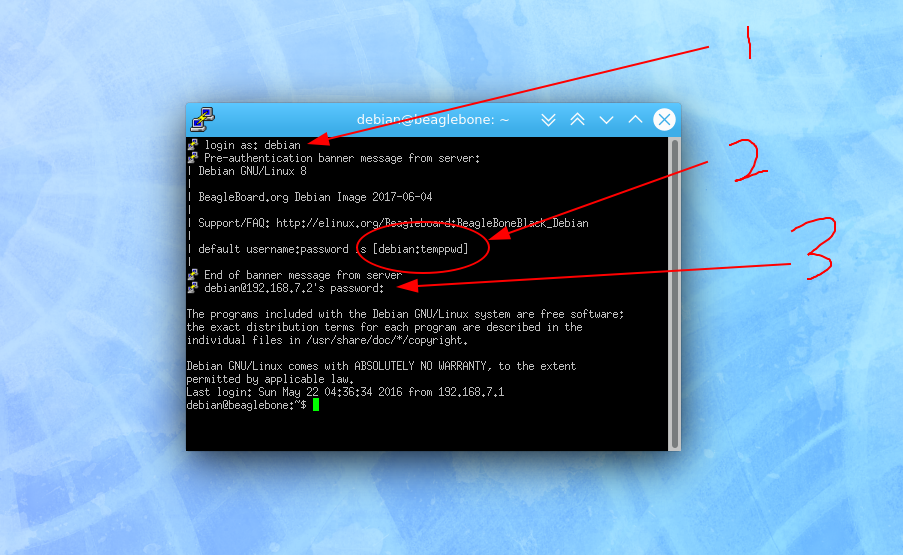 1
debian@beaglebone: ~
login as: debian
Pre-authentication banner message from server:
| Debian GNU/Linux 8
|
| BeagleBoard.org Debian Image 2017-06-04
|
| Support/FAQ: http://elinux.org/Beagleboard:BeagleBoneBlack_Debian
|
| default username:password is [debian:temppwd]
|
2
3
End of banner message from server
debian@192.168.7.2's password:
The programs included with the Debian GNU/Linux system are free software;
the exact distribution terms for each program are described in the
individual files in /usr/share/doc/*/copyright.
Debian GNU/Linux comes with ABSOLUTELY NO WARRANTY, to the extent
permitted by applicable law.
Last login: Sun May 22 04:36:34 2016 from 192.168.7.1
debian@beaglebone:~$